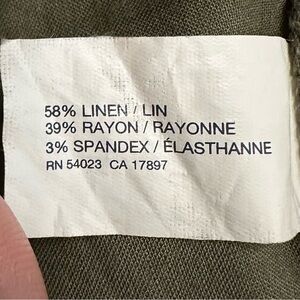 58% LINEN / LIN
39% RAYON / RAYONNE
3% SPANDEX / ÉLASTHANNE
RN 54023 CA 17897